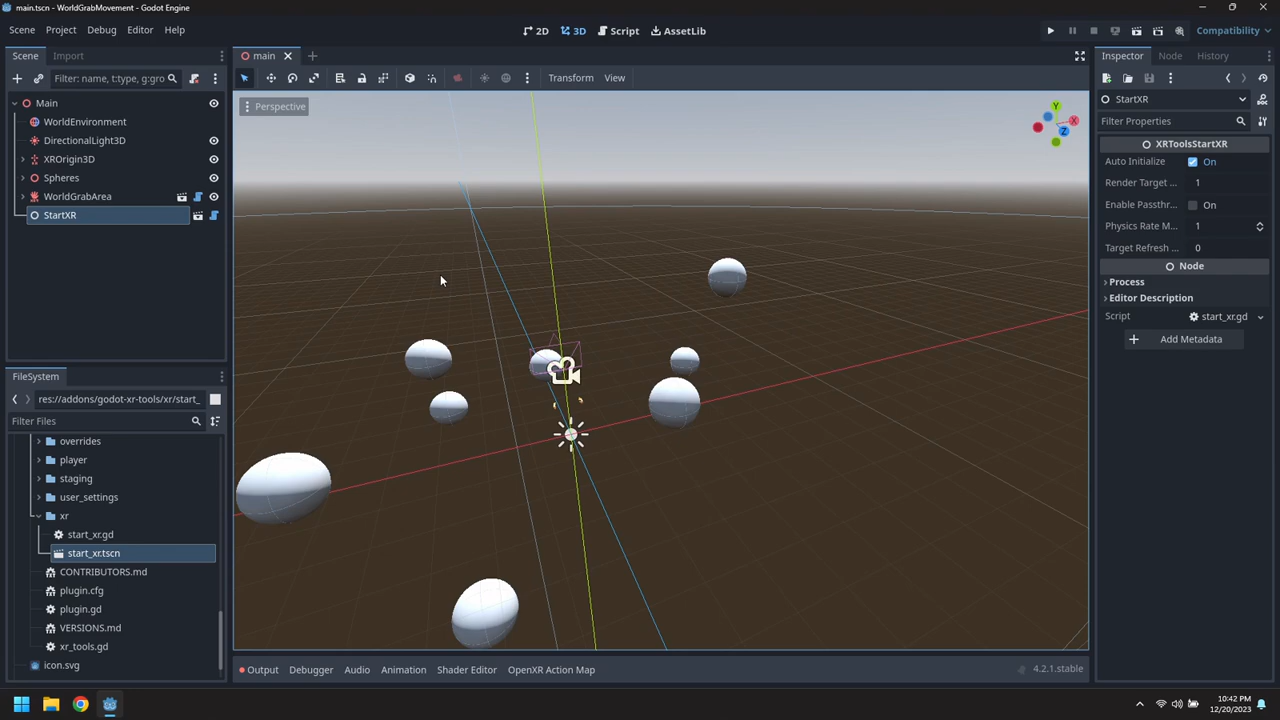 main.tscn - WorldGrabMovement - Godot Engine
Scene Project Debug Editor Help
2D 3D Script AssetLib
Compatibility
Scene Import
Filter: name, t:type, g:gro
Main
WorldEnvironment
DirectionalLight3D
XROrigin3D
Spheres
WorldGrabArea
StartXR
FileSystem
res://addons/godot-xr-tools/xr/start_
Filter Files
overrides
player
staging
user_settings
xr
start_xr.gd
start_xr.tscn
CONTRIBUTORS.md
plugin.cfg
plugin.gd
VERSIONS.md
xr_tools.gd
icon.svg
main
Transform View
Perspective
Y
X
Z
Output Debugger Audio Animation Shader Editor OpenXR Action Map
4.2.1.stable
Inspector Node History
StartXR
Filter Properties
XRToolsStartXR
Auto Initialize On
Render Target ... 1
Enable Passthr... On
Physics Rate M... 1
Target Refresh ... 0
Node
Process
Editor Description
Script start_xr.gd
Add Metadata
10:42 PM
12/20/2023